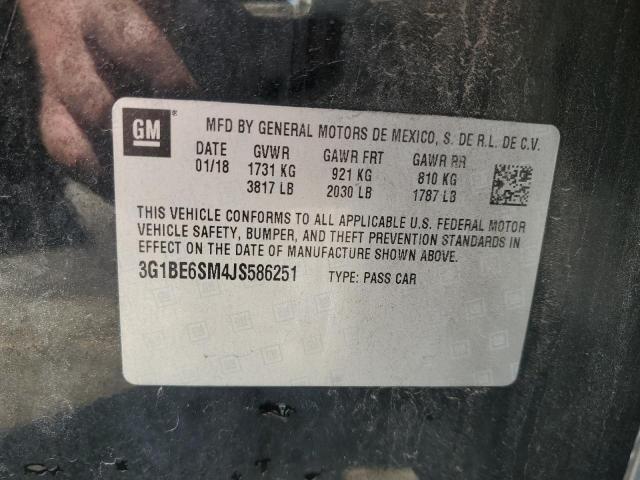 GM®
MFD BY GENERAL MOTORS DE MEXICO, S. DE R.L. DE C.V.
DATE GVWR GAWR FRT GAWR RR
01/18 1731 KG 921 KG 810 KG
3817 LB 2030 LB 1787 LB
THIS VEHICLE CONFORMS TO ALL APPLICABLE U.S. FEDERAL MOTOR
VEHICLE SAFETY, BUMPER, AND THEFT PREVENTION STANDARDS IN
EFFECT ON THE DATE OF MANUFACTURE SHOWN ABOVE.
3G1BE6SM4JS586251 TYPE: PASS CAR